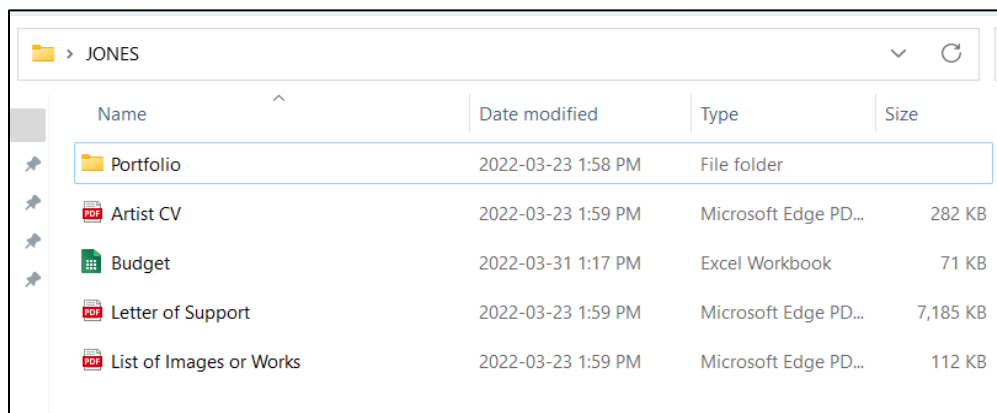 > JONES
Name Date modified Type Size
Portfolio 2022-03-23 1:58 PM File folder
PDF Artist CV 2022-03-23 1:59 PM Microsoft Edge PD... 282 KB
Budget 2022-03-31 1:17 PM Excel Workbook 71 KB
PDF Letter of Support 2022-03-23 1:59 PM Microsoft Edge PD... 7,185 KB
PDF List of Images or Works 2022-03-23 1:59 PM Microsoft Edge PD... 112 KB